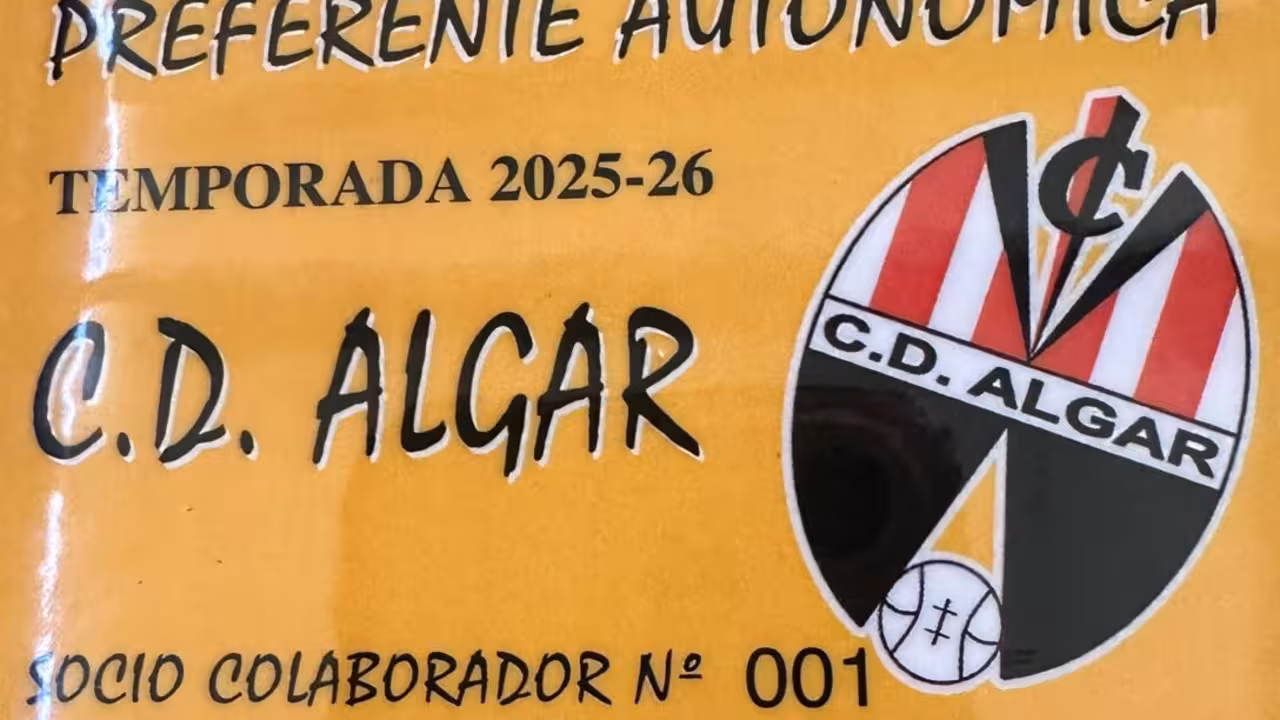 PREFERENTE AUTONÓMICA
TEMPORADA 2025-26
C.D. ALGAR
C
C.D. ALGAR
SOCIO COLABORADOR Nº 001